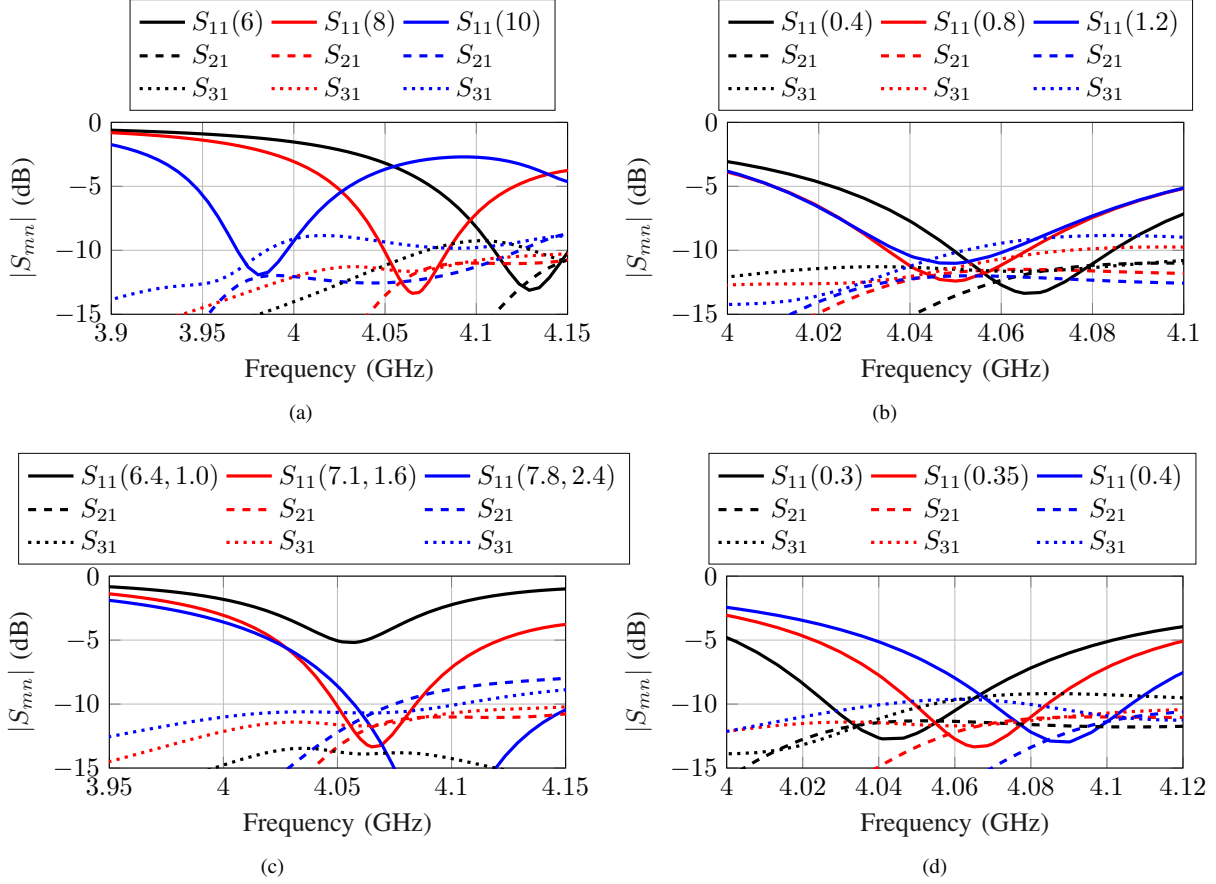 S11(6) S11(8) S11(10)
S21 S21 S21
S31 S31 S31
0
−5
−10
−15
|Smn| (dB)
3.9 3.95 4 4.05 4.1 4.15
Frequency (GHz)
(a)
S11(0.4) S11(0.8) S11(1.2)
S21 S21 S21
S31 S31 S31
0
−5
−10
−15
|Smn| (dB)
4 4.02 4.04 4.06 4.08 4.1
Frequency (GHz)
(b)
S11(6.4, 1.0) S11(7.1, 1.6) S11(7.8, 2.4)
S21 S21 S21
S31 S31 S31
0
−5
−10
−15
|Smn| (dB)
3.95 4 4.05 4.1 4.15
Frequency (GHz)
(c)
S11(0.3) S11(0.35) S11(0.4)
S21 S21 S21
S31 S31 S31
0
−5
−10
−15
|Smn| (dB)
4 4.02 4.04 4.06 4.08 4.10 4.12
Frequency (GHz)
(d)